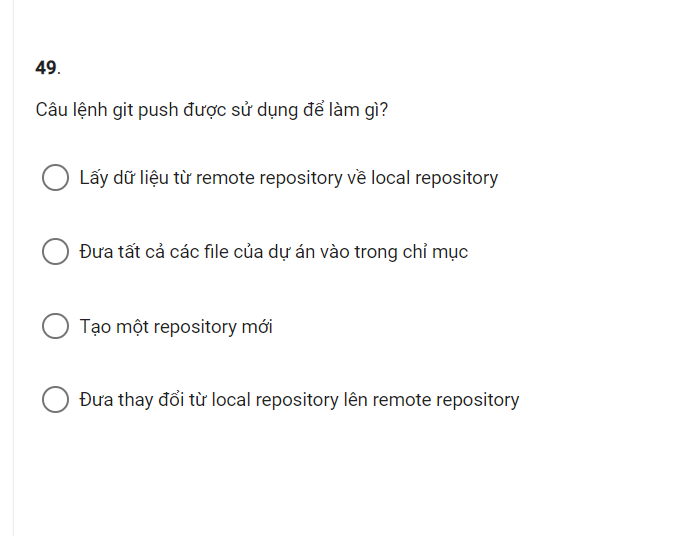 49.
Câu lệnh git push được sử dụng để làm gì?
Lấy dữ liệu từ remote repository về local repository
Đưa tất cả các file của dự án vào trong chỉ mục
Tạo một repository mới
Đưa thay đổi từ local repository lên remote repository